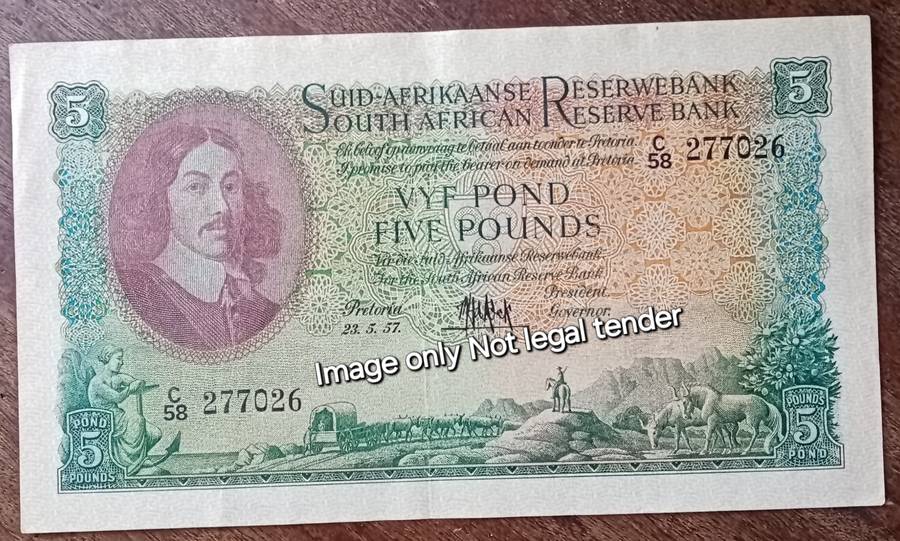 5
5
SUID-AFRIKAANSE RESERWEBANK
SOUTH AFRICAN RESERVE BANK
Ek beloof op aanvraag te betaal aan toonder te Pretoria.
I promise to pay the bearer on demand at Pretoria.
C/58 277026
VYF POND
FIVE POUNDS
Vir die Suid-Afrikaanse Reserwebank.
For the South African Reserve Bank
President.
Pretoria
Governor.
23. 5. 57.
Image only Not legal tender
C/58 277026
POND
5
POUNDS
POUNDS
5
POND